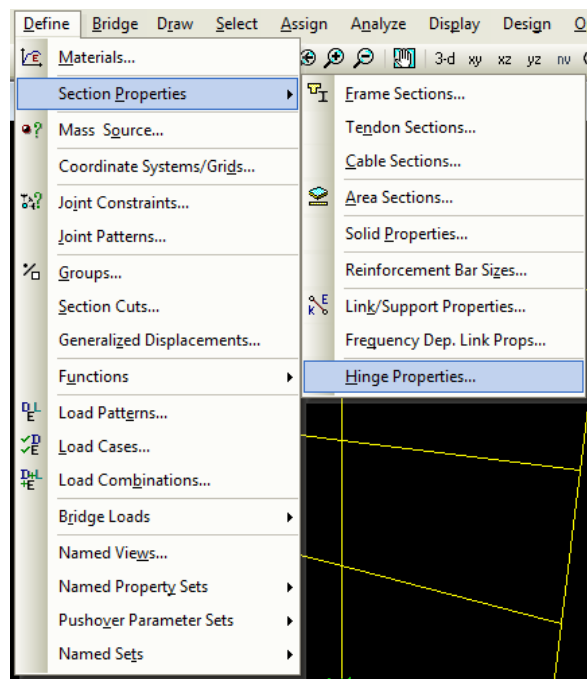 Define Bridge Draw Select Assign Analyze Display Design O
Materials...
3-d xy xz yz nv
Section Properties
Frame Sections...
Mass Source...
Tendon Sections...
Coordinate Systems/Grids...
Cable Sections...
Joint Constraints...
Area Sections...
Joint Patterns...
Solid Properties...
Groups...
Reinforcement Bar Sizes...
Section Cuts...
Link/Support Properties...
Generalized Displacements...
Frequency Dep. Link Props...
Functions
Hinge Properties...
Load Patterns...
Load Cases...
Load Combinations...
Bridge Loads
Named Views...
Named Property Sets
Pushover Parameter Sets
Named Sets